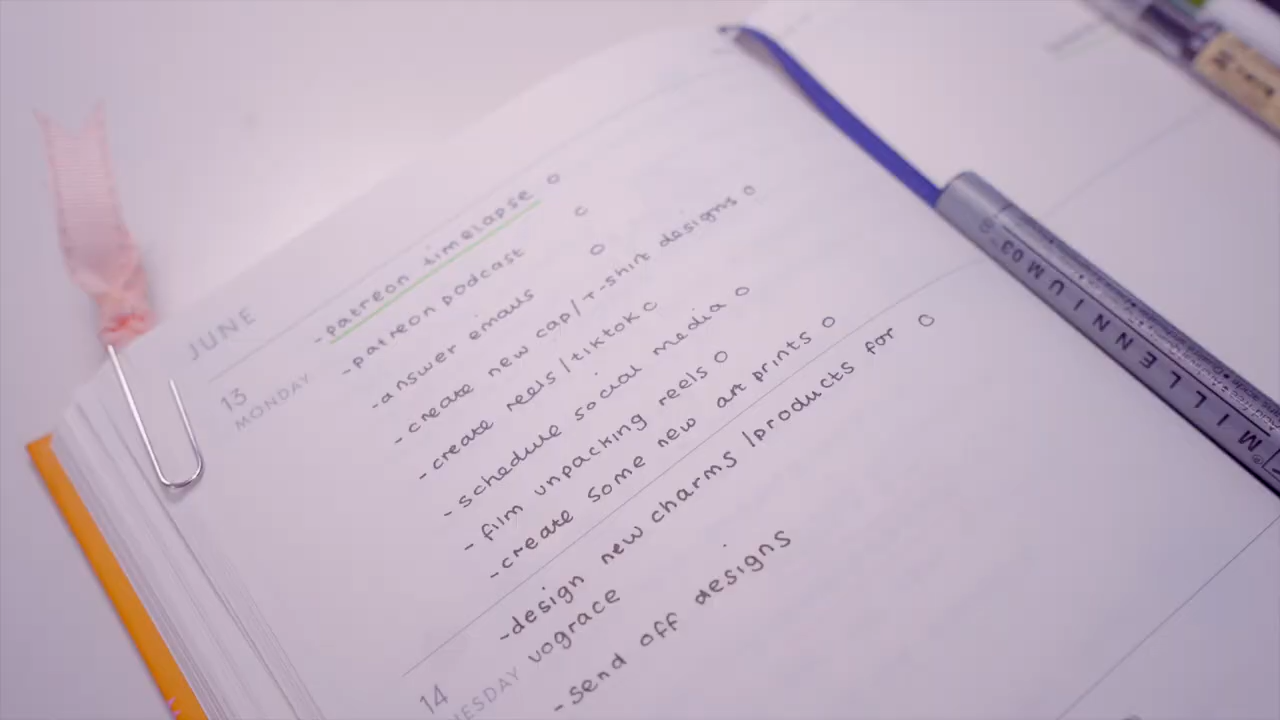 JUNE
13
MONDAY
-patreon timelapse o
-patreon podcast c
-answer emails o
-create new cap/T-shirt designs o
-create reels/tiktok c
-schedule social media o
-film unpacking reels o
-create some new art prints o
-design new charms/products for o
vograce
-send off designs
14
ESDAY
MILLENNIUM 03